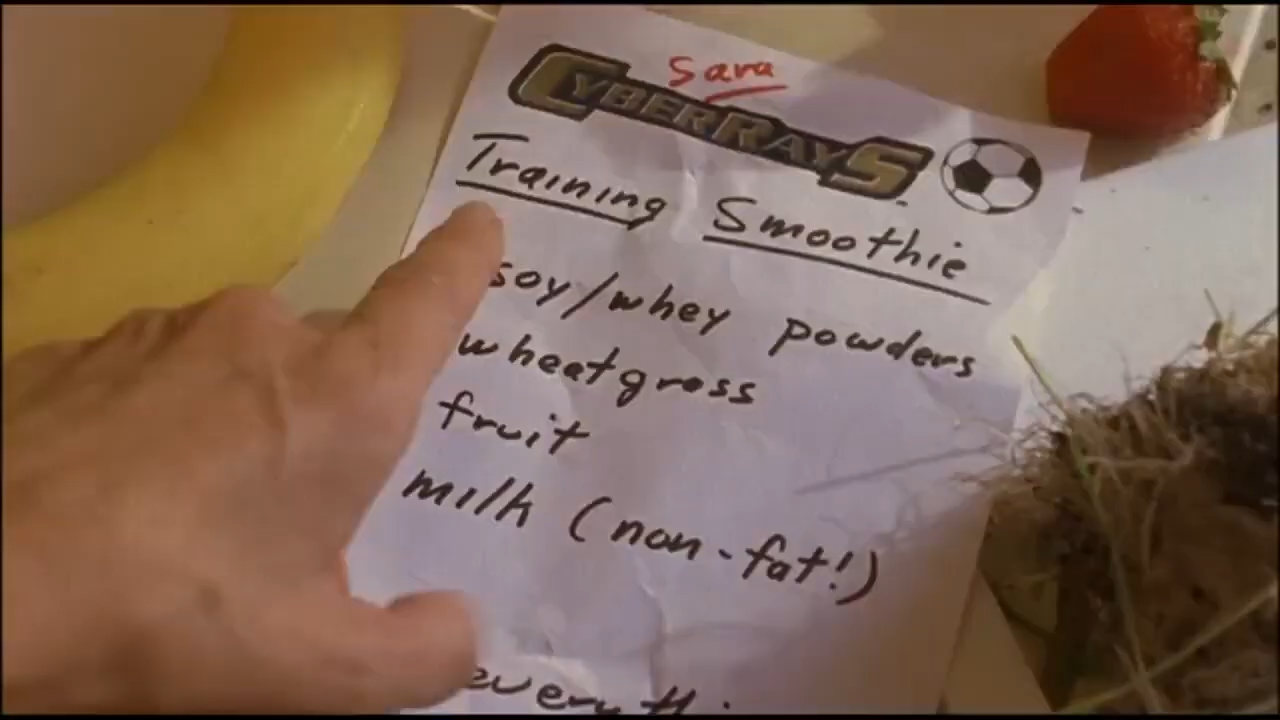 Sara
CYBERRAYS
Training Smoothie
soy/whey powders
wheatgrass
fruit
milk (non-fat!)